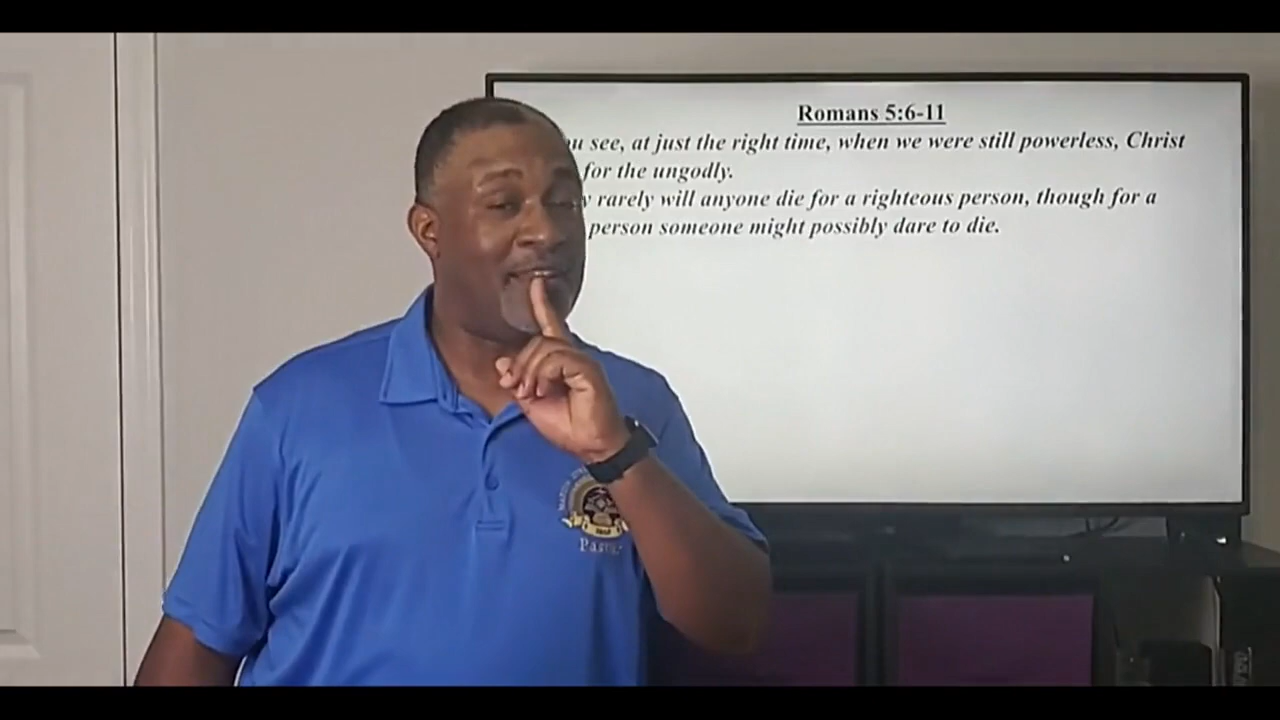 Romans 5:6-11
see, at just the right time, when we were still powerless, Christ
for the ungodly.
rarely will anyone die for a righteous person, though for a
person someone might possibly dare to die.